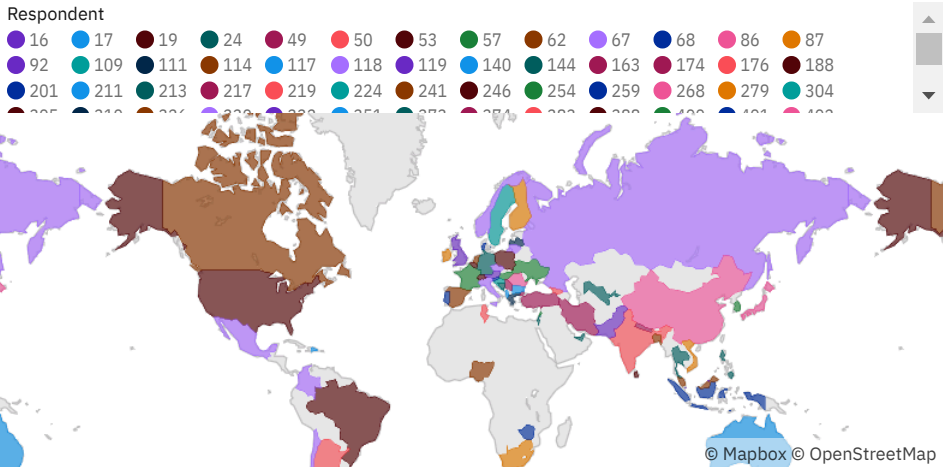 Respondent
16 17 19 24 49 50 53 57 62 67 68 86 87
92 109 111 114 117 118 119 140 144 163 174 176 188
201 211 213 217 219 224 241 246 254 259 268 279 304
© Mapbox © OpenStreetMap